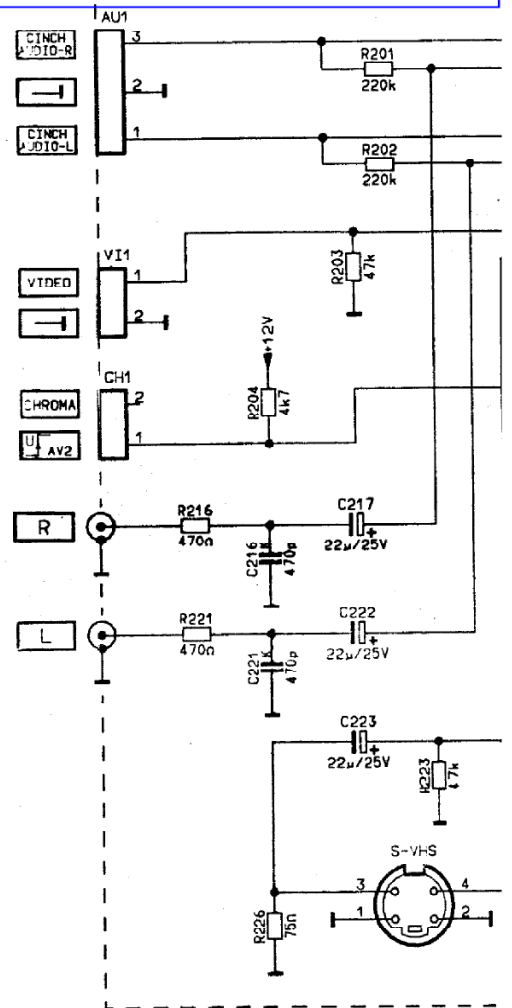 AU1
CINCH
AUDIO-R
3
R201
220k
2
CINCH
AUDIO-L
1
R202
220k
VI1
VIDEO
1
R203
47k
2
+12V
CH1
CHROMA
2
R204
4k7
U
AV2
1
R
R216
470Ω
C217
22µ/25V
+
C216
K
470p
L
R221
470Ω
C222
22µ/25V
+
C221
K
470p
C223
22µ/25V
+
R223
47k
S-VHS
3
4
1
2
R226
75Ω